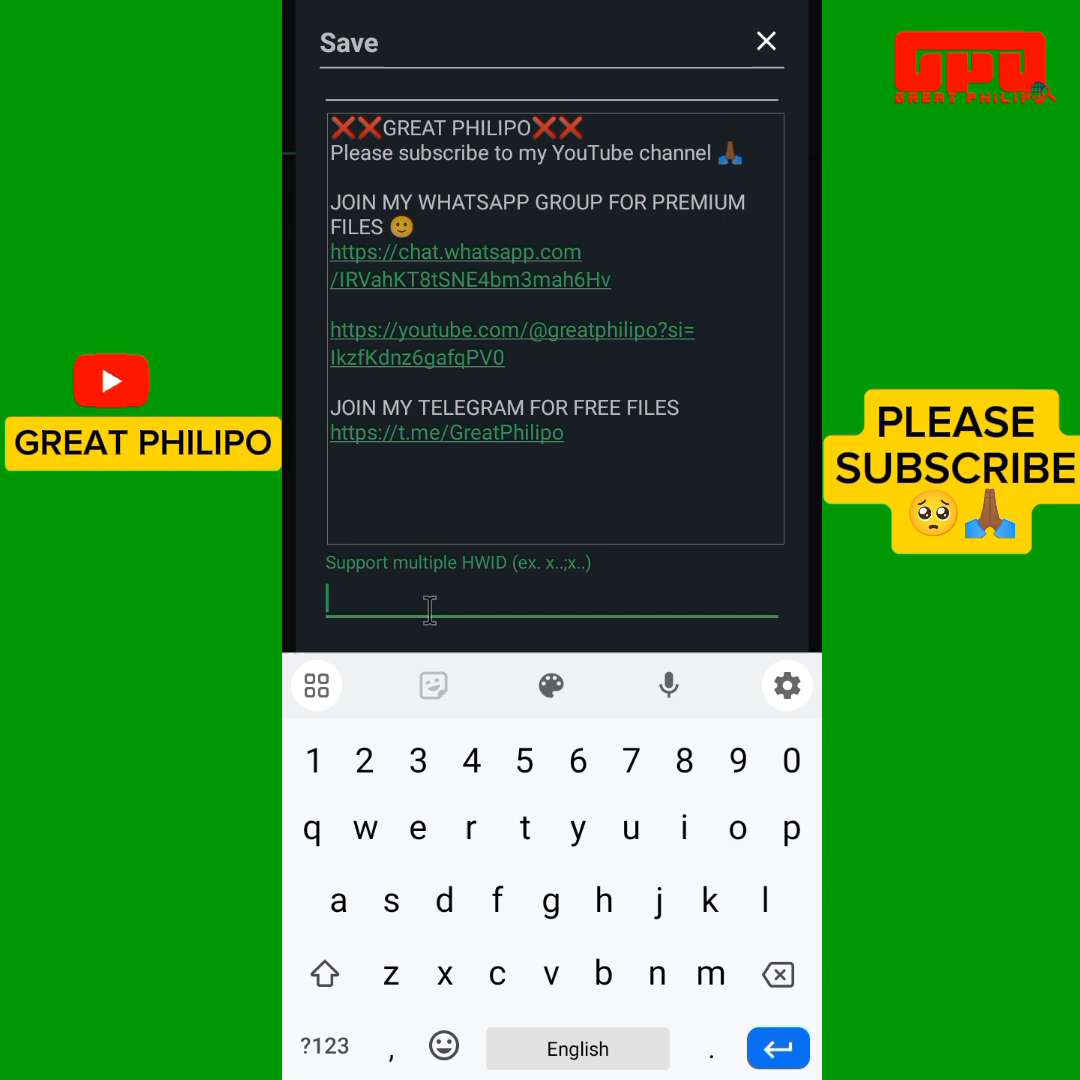 Save
GPQ
GREAT PHILIPO
❌❌GREAT PHILIPO❌❌
Please subscribe to my YouTube channel 🙏🏾
JOIN MY WHATSAPP GROUP FOR PREMIUM
FILES 🙂
https://chat.whatsapp.com
/IRVahKT8tSNE4bm3mah6Hv
https://youtube.com/@greatphilipo?si=
IkzfKdnz6gafqPV0
JOIN MY TELEGRAM FOR FREE FILES
https://t.me/GreatPhilipo
GREAT PHILIPO
PLEASE
SUBSCRIBE
🥺🙏🏾
Support multiple HWID (ex. x..;x..)
1 2 3 4 5 6 7 8 9 0
q w e r t y u i o p
a s d f g h j k l
z x c v b n m
?123 , English .